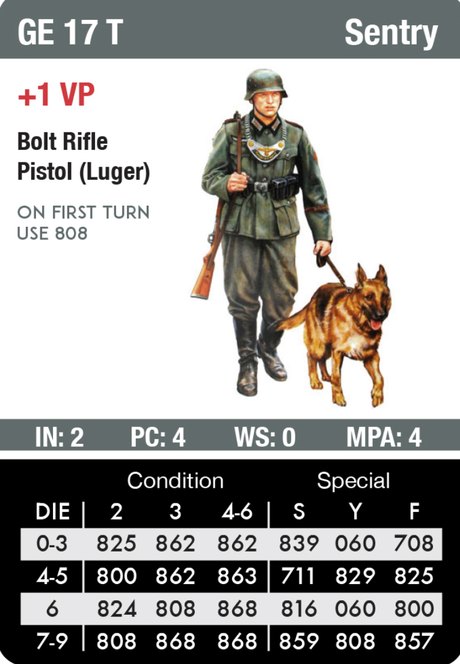 GE 17 T Sentry
+1 VP
Bolt Rifle
Pistol (Luger)
ON FIRST TURN
USE 808
IN: 2 PC: 4 WS: 0 MPA: 4
Condition Special
DIE 2 3 4-6 S Y F
0-3 825 862 862 839 060 708
4-5 800 862 863 711 829 825
6 824 808 868 816 060 800
7-9 808 868 868 859 808 857